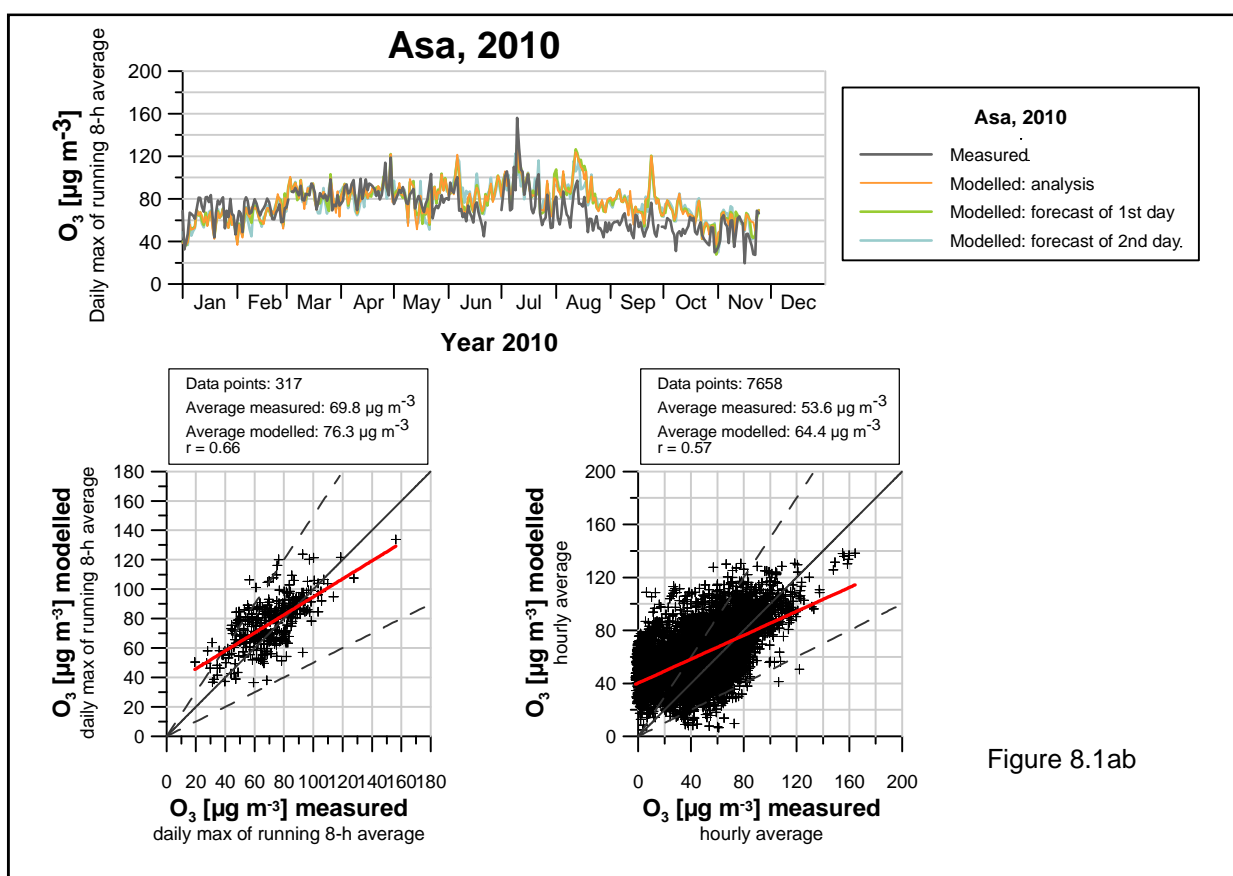 Asa, 2010
O3 [µg m-3]
Daily max of running 8-h average
200
160
120
80
40
0
Jan Feb Mar Apr May Jun Jul Aug Sep Oct Nov Dec
Year 2010
Asa, 2010
Measured.
Modelled: analysis
Modelled: forecast of 1st day
Modelled: forecast of 2nd day.
Data points: 317
Average measured: 69.8 µg m-3
Average modelled: 76.3 µg m-3
r = 0.66
O3 [µg m-3] modelled
daily max of running 8-h average
180
160
140
120
100
80
60
40
20
0
0 20 40 60 80 100 120 140 160 180
O3 [µg m-3] measured
daily max of running 8-h average
Data points: 7658
Average measured: 53.6 µg m-3
Average modelled: 64.4 µg m-3
r = 0.57
O3 [µg m-3] modelled
hourly average
200
160
120
80
40
0
0 40 80 120 160 200
O3 [µg m-3] measured
hourly average
Figure 8.1ab